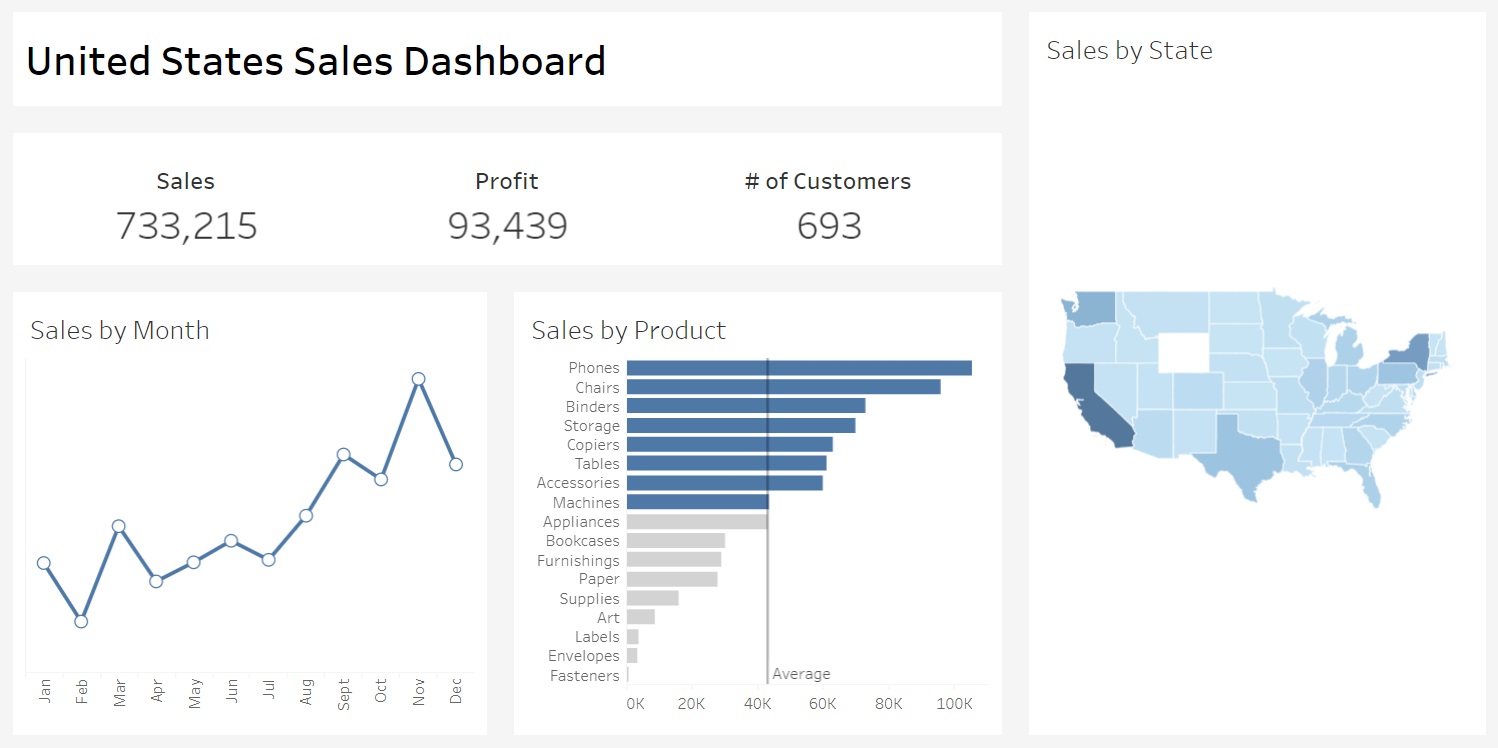 United States Sales Dashboard
Sales
733,215
Profit
93,439
# of Customers
693
Sales by Month
Jan
Feb
Mar
Apr
May
Jun
Jul
Aug
Sept
Oct
Nov
Dec
Sales by Product
Phones
Chairs
Binders
Storage
Copiers
Tables
Accessories
Machines
Appliances
Bookcases
Furnishings
Paper
Supplies
Art
Labels
Envelopes
Fasteners
Average
0K 20K 40K 60K 80K 100K
Sales by State